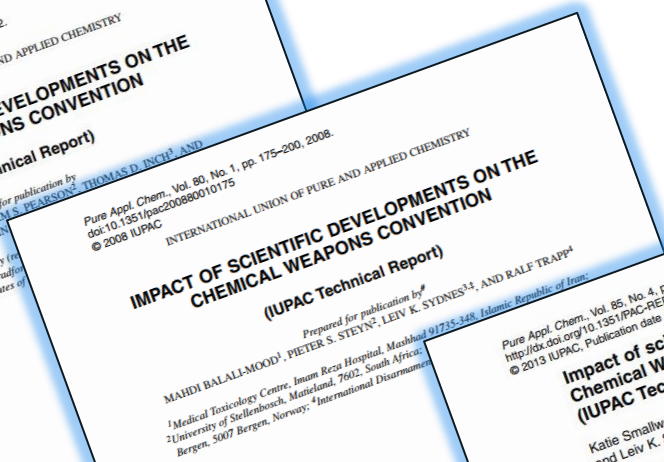 2.
ND APPLIED CHEMISTRY
EVELOPMENTS ON THE
NS CONVENTION
nical Report)
for publication by
M S. PEARSON², THOMAS D. INCH³, AND
Pure Appl. Chem., Vol. 80, No. 1, pp. 175–200, 2008.
doi:10.1351/pac200880010175
© 2008 IUPAC
INTERNATIONAL UNION OF PURE AND APPLIED CHEMISTRY
IMPACT OF SCIENTIFIC DEVELOPMENTS ON THE
CHEMICAL WEAPONS CONVENTION
(IUPAC Technical Report)
Prepared for publication by#
MAHDI BALALI-MOOD¹, PIETER S. STEYN², LEIV K. SYDNES³,‡, AND RALF TRAPP⁴
¹Medical Toxicology Centre, Imam Reza Hospital, Mashhad 91735-348, Islamic Republic of Iran;
²University of Stellenbosch, Matieland, 7602, South Africa;
Bergen, 5007 Bergen, Norway; ⁴International Disarmamen
Pure Appl. Chem., Vol. 85, No. 4, p
http://dx.doi.org/10.1351/PAC-RE
© 2013 IUPAC, Publication date
Impact of sci
Chemical W
(IUPAC Tec
Katie Smallw
and Leiv K. S